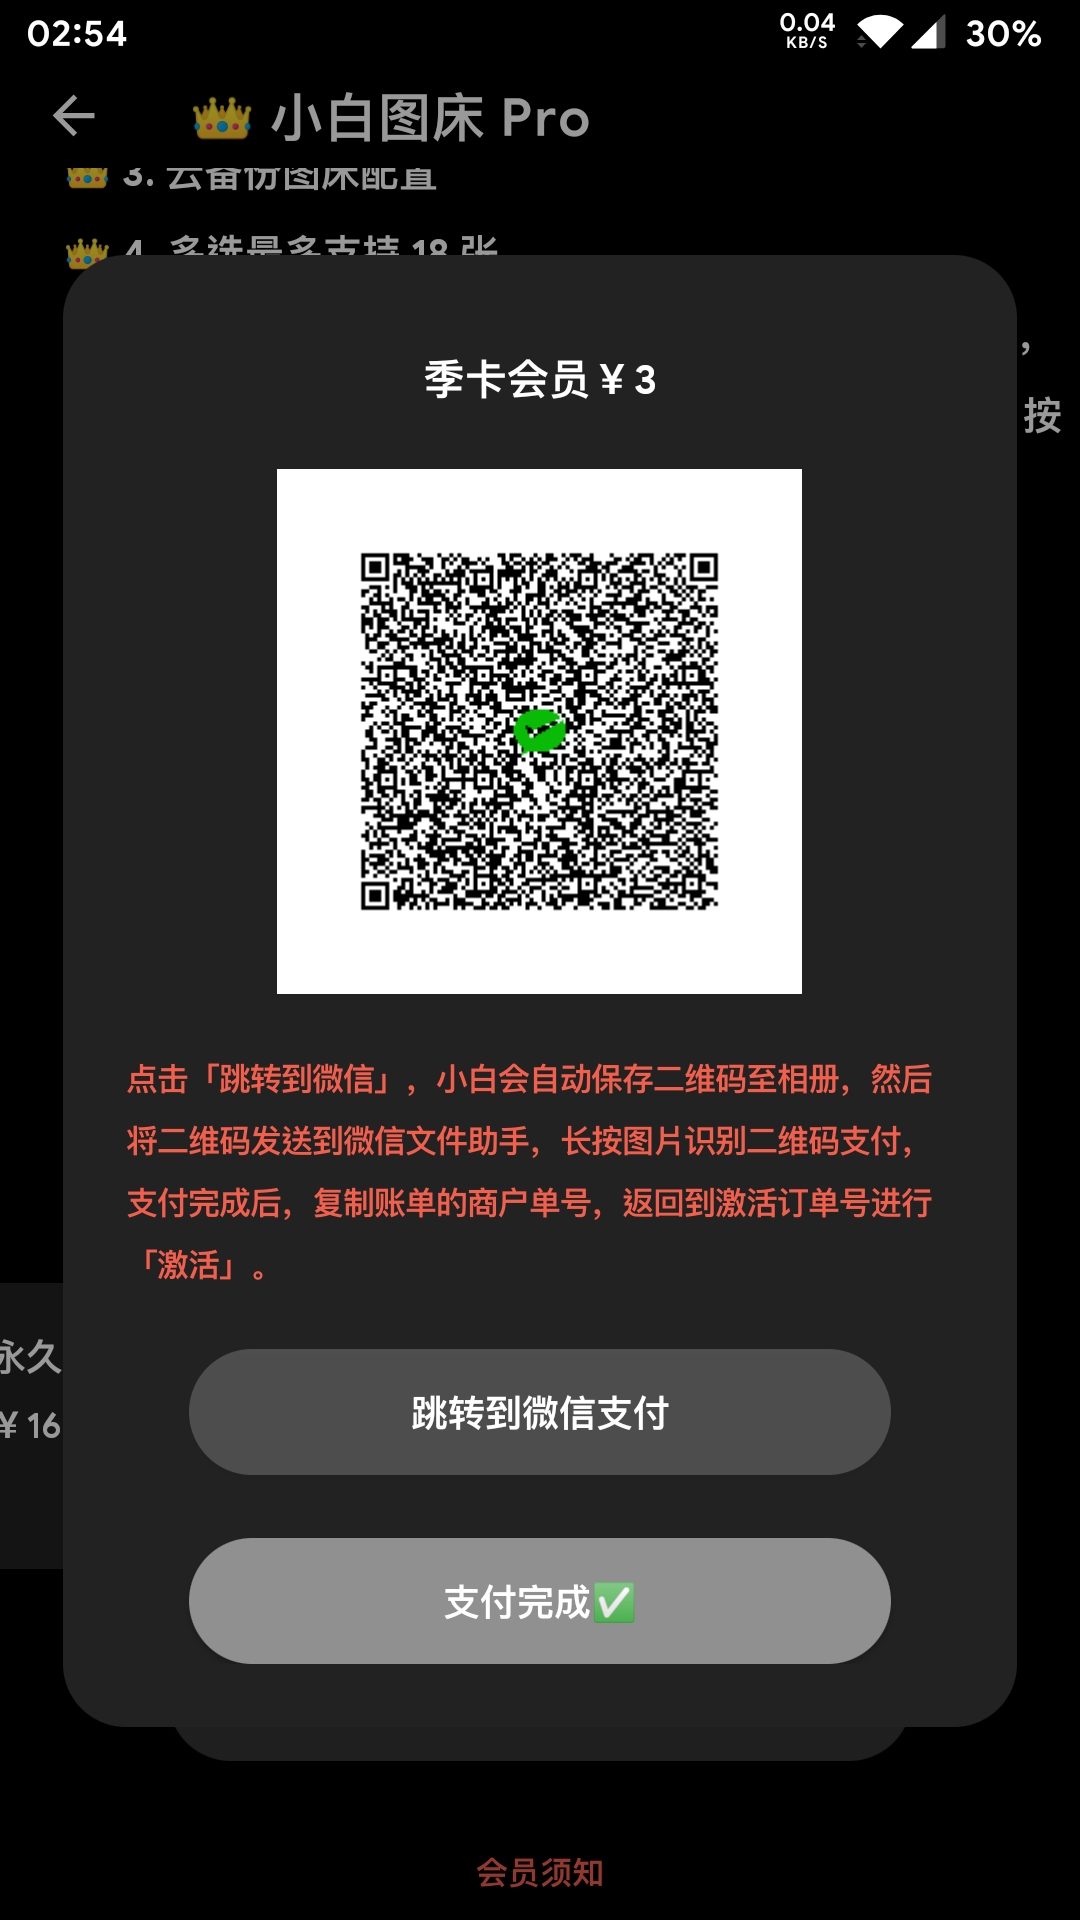 02:54
0.04
KB/S
30%
小白图床 Pro
3. 云备份图床配置
4. 多选最多支持 18 张
，
按
季卡会员￥3
点击「跳转到微信」，小白会自动保存二维码至相册，然后
将二维码发送到微信文件助手，长按图片识别二维码支付，
支付完成后，复制账单的商户单号，返回到激活订单号进行
「激活」。
永久
￥16
跳转到微信支付
支付完成✅
会员须知